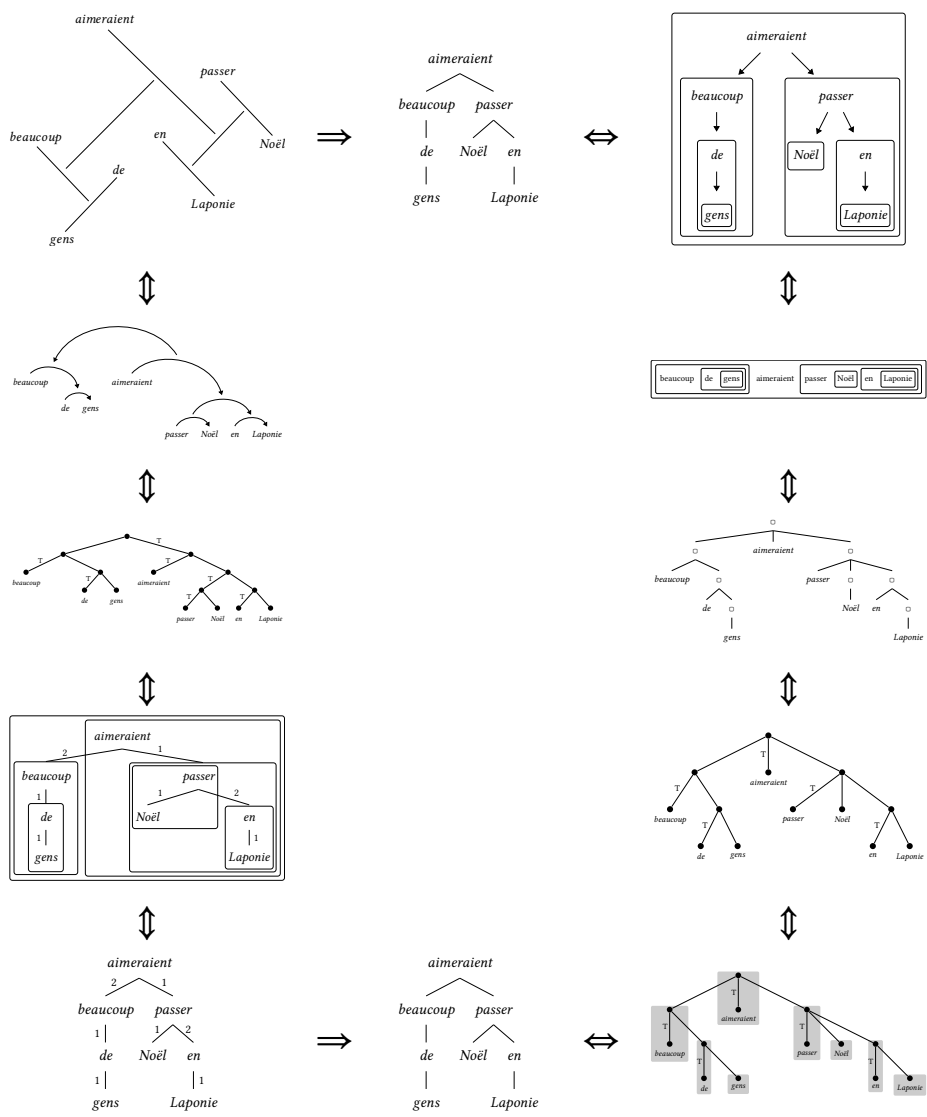 aimeraient
passer
beaucoup
en
de
Noël
Laponie
gens
⇒
aimeraient
beaucoup passer
de Noël en
gens Laponie
⇔
aimeraient
beaucoup passer
de Noël en
gens Laponie
⇕
⇕
beaucoup aimeraient
de gens
passer Noël en Laponie
beaucoup de gens aimeraient passer Noël en Laponie
⇕
⇕
T
T T
beaucoup T aimeraient T
de gens T T
passer Noël en Laponie
aimeraient
beaucoup passer
de Noël en
gens Laponie
⇕
⇕
aimeraient
2 1
beaucoup passer
1 1 2
de Noël en
1 1
gens Laponie
T
aimeraient
T T
beaucoup passer Noël
T T
de gens en Laponie
⇕
⇕
aimeraient
2 1
beaucoup passer
1 1 2
de Noël en
1 1
gens Laponie
⇒
aimeraient
beaucoup passer
de Noël en
gens Laponie
⇔
T
aimeraient
T T
beaucoup passer Noël
T T
de gens en Laponie